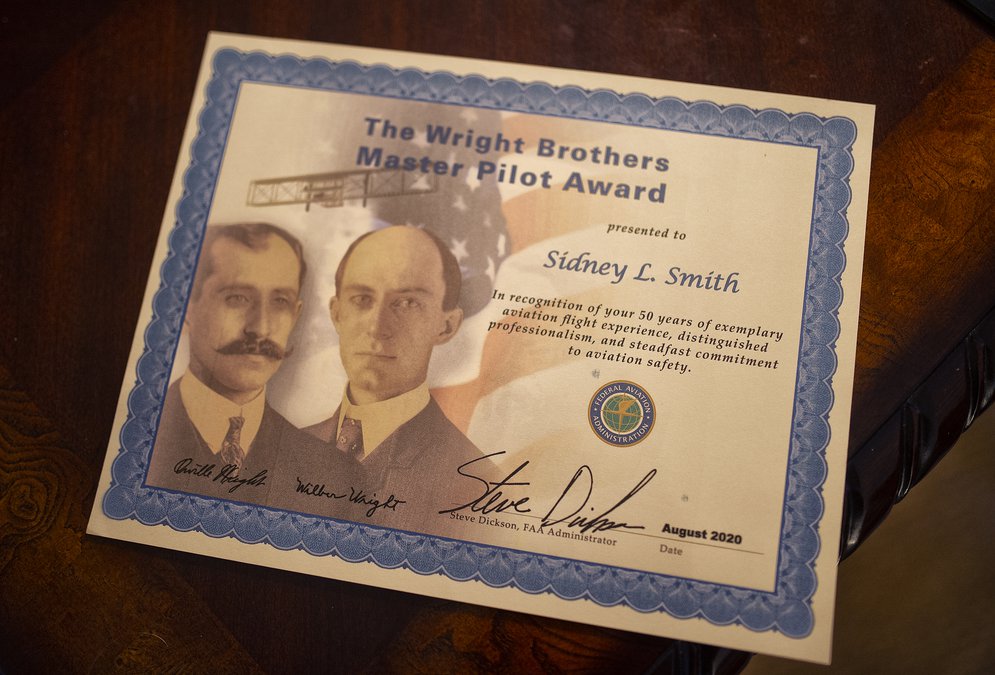 The Wright Brothers
Master Pilot Award
presented to
Sidney L. Smith
In recognition of your 50 years of exemplary
aviation flight experience, distinguished
professionalism, and steadfast commitment
to aviation safety.
FEDERAL AVIATION
ADMINISTRATION
Orville Wright
Wilbur Wright
Steve Dickson
Steve Dickson, FAA Administrator
August 2020
Date